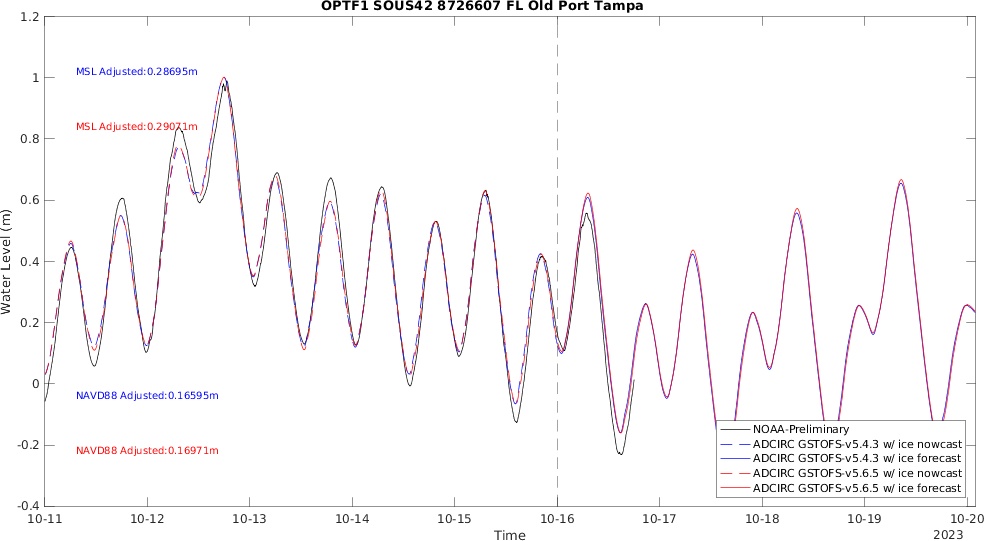 OPTF1 SOUS42 8726607 FL Old Port Tampa
1.2
1
0.8
0.6
0.4
0.2
0
-0.2
-0.4
Water Level (m)
MSL Adjusted:0.28695m
MSL Adjusted:0.29071m
NAVD88 Adjusted:0.16595m
NAVD88 Adjusted:0.16971m
NOAA-Preliminary
ADCIRC GSTOFS-v5.4.3 w/ ice nowcast
ADCIRC GSTOFS-v5.4.3 w/ ice forecast
ADCIRC GSTOFS-v5.6.5 w/ ice nowcast
ADCIRC GSTOFS-v5.6.5 w/ ice forecast
10-11 10-12 10-13 10-14 10-15 10-16 10-17 10-18 10-19 10-20
Time
2023